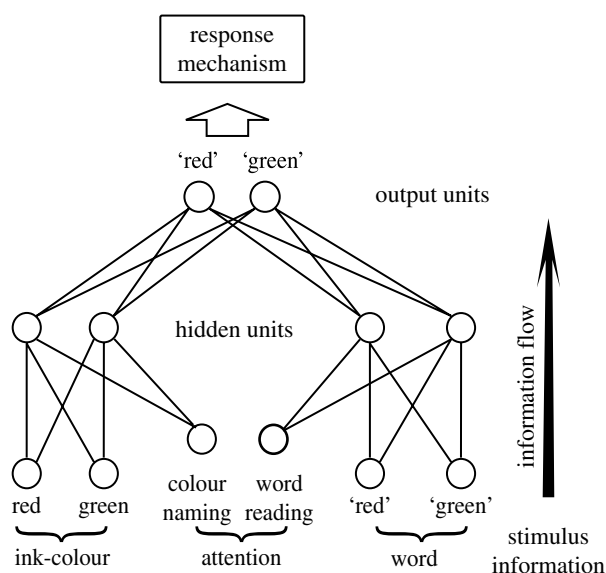 response
mechanism
‘red’ ‘green’
output units
hidden units
information flow
colour
naming
word
reading
red
green
‘red’
‘green’
ink-colour
attention
word
stimulus
information